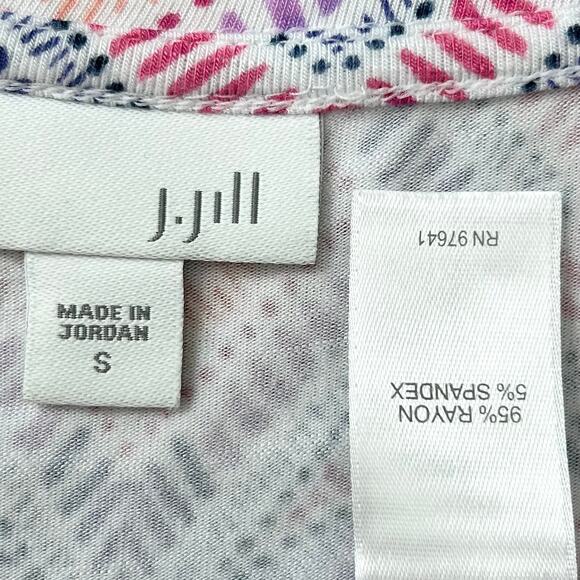 J.Jill
MADE IN
JORDAN
S
95% RAYON
5% SPANDEX
RN 97641